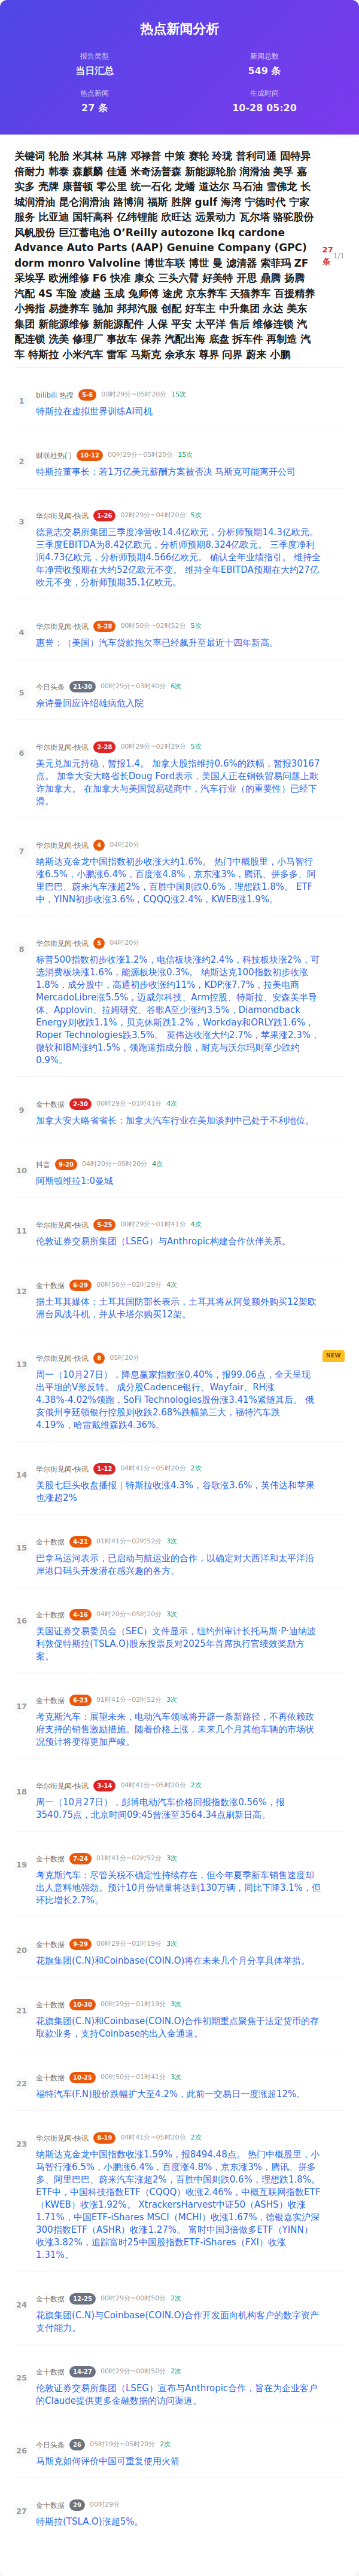 热点新闻分析
报告类型
当日汇总
新闻总数
549 条
热点新闻
27 条
生成时间
10-28 05:20
关键词 轮胎 米其林 马牌 邓禄普 中策 赛轮 玲珑 普利司通 固特异
倍耐力 韩泰 森麒麟 佳通 米奇汤普森 新能源轮胎 润滑油 美孚 嘉
实多 壳牌 康普顿 零公里 统一石化 龙蟠 道达尔 马石油 雪佛龙 长
城润滑油 昆仑润滑油 路博润 福斯 胜牌 gulf 海湾 宁德时代 宁家
服务 比亚迪 国轩高科 亿纬锂能 欣旺达 远景动力 瓦尔塔 骆驼股份
风帆股份 巨江蓄电池 O’Reilly autozone lkq cardone
Advance Auto Parts (AAP) Genuine Company (GPC)
dorm monro Valvoline 博世车联 博世 曼 滤清器 索菲玛 ZF
采埃孚 欧洲维修 F6 快准 康众 三头六臂 好美特 开思 鼎腾 扬腾
汽配 4S 车险 凌越 玉成 兔师傅 途虎 京东养车 天猫养车 百援精养
小拇指 易捷养车 驰加 邦邦汽服 创配 好车主 中升集团 永达 美东
集团 新能源维修 新能源配件 人保 平安 太平洋 售后 维修连锁 汽
配连锁 洗美 修理厂 事故车 保养 汽配出海 底盘 拆车件 再制造 汽
车 特斯拉 小米汽车 雷军 马斯克 余承东 尊界 问界 蔚来 小鹏
27
条
1/1
1
bilibili 热搜 5-6 00时29分~05时20分 15次
特斯拉在虚拟世界训练AI司机
2
财联社热门 10-12 00时29分~05时20分 15次
特斯拉董事长：若1万亿美元薪酬方案被否决 马斯克可能离开公司
3
华尔街见闻-快讯 1-26 02时29分~04时20分 5次
德意志交易所集团三季度净营收14.4亿欧元，分析师预期14.3亿欧元。
三季度EBITDA为8.42亿欧元，分析师预期8.324亿欧元。 三季度净利
润4.73亿欧元，分析师预期4.566亿欧元。 确认全年业绩指引。 维持全
年净营收预期在大约52亿欧元不变。 维持全年EBITDA预期在大约27亿
欧元不变，分析师预期35.1亿欧元。
4
华尔街见闻-快讯 5-28 00时50分~02时52分 5次
惠誉：（美国）汽车贷款拖欠率已经飙升至最近十四年新高。
5
今日头条 21-30 00时29分~03时40分 6次
佘诗曼回应许绍雄病危入院
6
华尔街见闻-快讯 2-28 00时29分~02时29分 5次
美元兑加元持稳，暂报1.4。 加拿大股指维持0.6%的跌幅，暂报30167
点。 加拿大安大略省长Doug Ford表示，美国人正在钢铁贸易问题上欺
诈加拿大。 在加拿大与美国贸易磋商中，汽车行业（的重要性）已经下
滑。
7
华尔街见闻-快讯 4 04时20分
纳斯达克金龙中国指数初步收涨大约1.6%。 热门中概股里，小马智行
涨6.5%，小鹏涨6.4%，百度涨4.8%，京东涨3%，腾讯、拼多多、阿
里巴巴、蔚来汽车涨超2%，百胜中国则跌0.6%，理想跌1.8%。 ETF
中，YINN初步收涨3.6%，CQQQ涨2.4%，KWEB涨1.9%。
8
华尔街见闻-快讯 5 04时20分
标普500指数初步收涨1.2%，电信板块涨约2.4%，科技板块涨2%，可
选消费板块涨1.6%，能源板块涨0.3%。 纳斯达克100指数初步收涨
1.8%，成分股中，高通初步收涨约11%，KDP涨7.7%，拉美电商
MercadoLibre涨5.5%，迈威尔科技、Arm控股、特斯拉、安森美半导
体、Applovin、拉姆研究、谷歌A至少涨约3.5%，Diamondback
Energy则收跌1.1%，贝克休斯跌1.2%，Workday和ORLY跌1.6%，
Roper Technologies跌3.5%。 英伟达收涨大约2.7%，苹果涨2.3%，
微软和IBM涨约1.5%，领跑道指成分股，耐克与沃尔玛则至少跌约
0.9%。
9
金十数据 2-30 00时29分~01时41分 4次
加拿大安大略省省长：加拿大汽车行业在美加谈判中已处于不利地位。
10
抖音 9-20 04时20分~05时20分 4次
阿斯顿维拉1:0曼城
11
华尔街见闻-快讯 5-25 00时29分~01时41分 4次
伦敦证券交易所集团（LSEG）与Anthropic构建合作伙伴关系。
12
金十数据 6-29 00时50分~02时29分 4次
据土耳其媒体：土耳其国防部长表示，土耳其将从阿曼额外购买12架欧
洲台风战斗机，并从卡塔尔购买12架。
13
华尔街见闻-快讯 8 05时20分
NEW
周一（10月27日），降息赢家指数涨0.40%，报99.06点，全天呈现
出平坦的V形反转。 成分股Cadence银行、Wayfair、RH涨
4.38%-4.02%领跑，SoFi Technologies股份涨3.41%紧随其后。 俄
亥俄州亨廷顿银行控股则收跌2.68%跌幅第三大，福特汽车跌
4.19%，哈雷戴维森跌4.36%。
14
华尔街见闻-快讯 1-12 04时41分~05时20分 2次
美股七巨头收盘播报｜特斯拉收涨4.3%，谷歌涨3.6%，英伟达和苹果
也涨超2%
15
金十数据 4-21 01时41分~02时52分 3次
巴拿马运河表示，已启动与航运业的合作，以确定对大西洋和太平洋沿
岸港口码头开发潜在感兴趣的各方。
16
金十数据 4-16 04时20分~05时20分 3次
美国证券交易委员会（SEC）文件显示，纽约州审计长托马斯·P·迪纳波
利敦促特斯拉(TSLA.O)股东投票反对2025年首席执行官绩效奖励方
案。
17
金十数据 6-23 01时41分~02时52分 3次
考克斯汽车：展望未来，电动汽车领域将开辟一条新路径，不再依赖政
府支持的销售激励措施。随着价格上涨，未来几个月其他车辆的市场状
况预计将变得更加严峻。
18
华尔街见闻-快讯 3-14 04时41分~05时20分 2次
周一（10月27日），彭博电动汽车价格回报指数涨0.56%，报
3540.75点，北京时间09:45曾涨至3564.34点刷新日高。
19
金十数据 7-24 01时41分~02时52分 3次
考克斯汽车：尽管关税不确定性持续存在，但今年夏季新车销售速度却
出人意料地强劲。预计10月份销量将达到130万辆，同比下降3.1%，但
环比增长2.7%。
20
金十数据 9-29 00时29分~01时19分 3次
花旗集团(C.N)和Coinbase(COIN.O)将在未来几个月分享具体举措。
21
金十数据 10-30 00时29分~01时19分 3次
花旗集团(C.N)和Coinbase(COIN.O)合作初期重点聚焦于法定货币的存
取款业务，支持Coinbase的出入金通道。
22
金十数据 10-25 00时50分~01时41分 3次
福特汽车(F.N)股价跌幅扩大至4.2%，此前一交易日一度涨超12%。
23
华尔街见闻-快讯 8-19 04时41分~05时20分 2次
纳斯达克金龙中国指数收涨1.59%，报8494.48点。 热门中概股里，小
马智行涨6.5%，小鹏涨6.4%，百度涨4.8%，京东涨3%，腾讯、拼多
多、阿里巴巴、蔚来汽车涨超2%，百胜中国则跌0.6%，理想跌1.8%。
ETF中，中国科技指数ETF（CQQQ）收涨2.46%，中概互联网指数ETF
（KWEB）收涨1.92%。 XtrackersHarvest中证50（ASHS）收涨
1.71%，中国ETF-iShares MSCI（MCHI）收涨1.67%，德银嘉实沪深
300指数ETF（ASHR）收涨1.27%。 富时中国3倍做多ETF（YINN）
收涨3.82%，追踪富时25中国股指数ETF-iShares（FXI）收涨
1.31%。
24
金十数据 12-25 00时29分~00时50分 2次
花旗集团(C.N)与Coinbase(COIN.O)合作开发面向机构客户的数字资产
支付能力。
25
金十数据 14-27 00时29分~00时50分 2次
伦敦证券交易所集团（LSEG）宣布与Anthropic合作，旨在为企业客户
的Claude提供更多金融数据的访问渠道。
26
今日头条 26 05时19分~05时20分 2次
马斯克如何评价中国可重复使用火箭
27
金十数据 29 00时29分
特斯拉(TSLA.O)涨超5%。